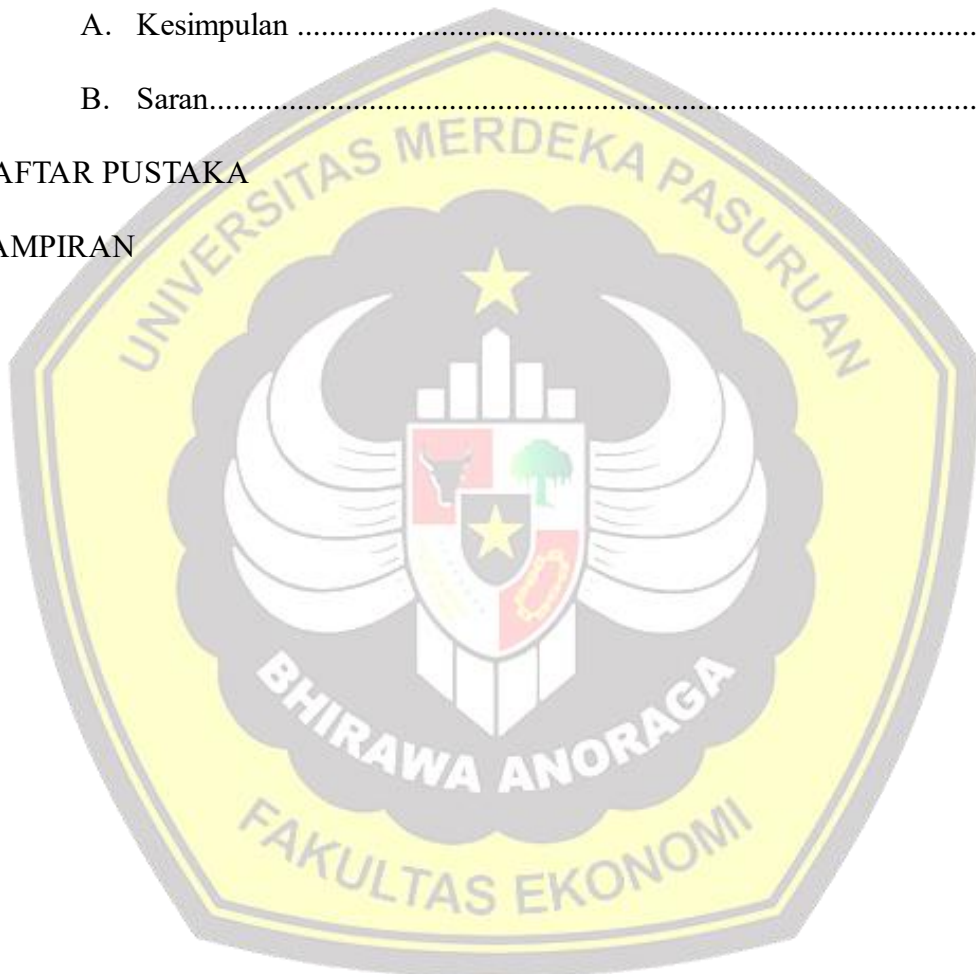 A. Kesimpulan ....................................................................................
B. Saran...............................................................................................
AFTAR PUSTAKA
AMPIRAN
UNIVERSITAS MERDEKA PASURUAN
BHIRAWA ANORAGA
FAKULTAS EKONOMI